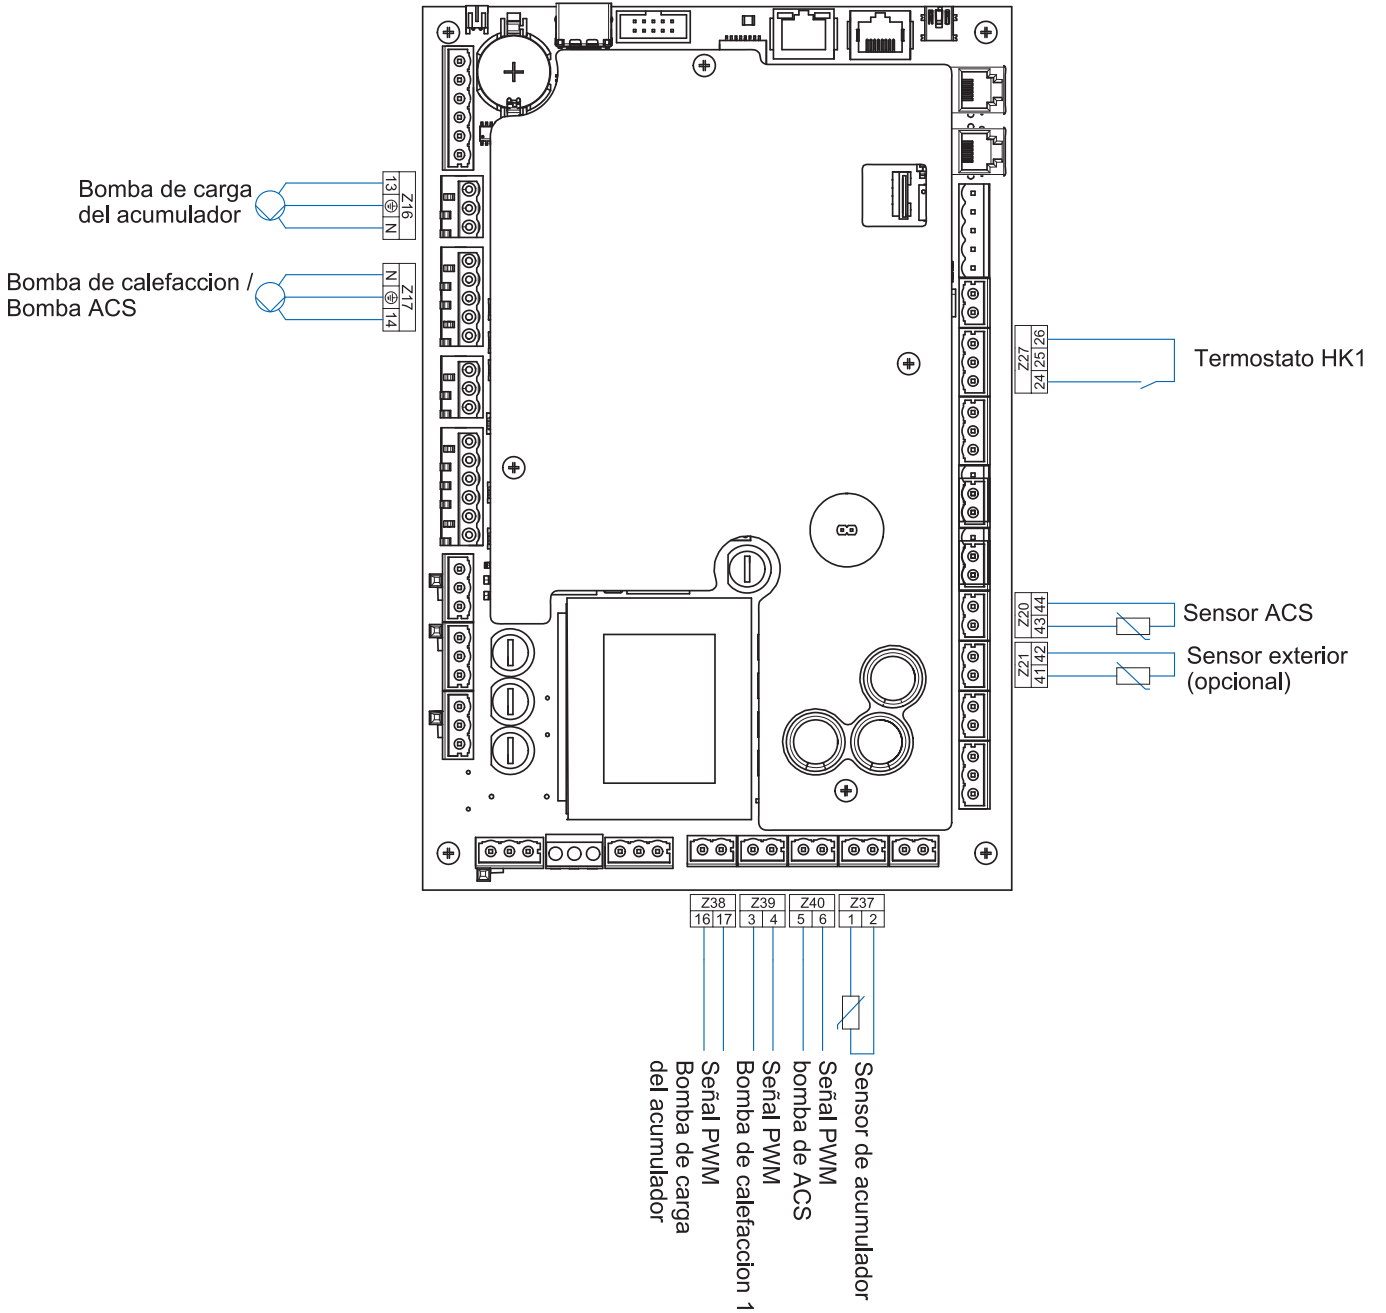 Bomba de carga
del acumulador
13
N
Z16
Bomba de calefaccion /
Bomba ACS
N
14
Z17
Z27
24 25 26
Termostato HK1
Z20
43 44
Sensor ACS
Z21
41 42
Sensor exterior
(opcional)
Z38
16 17
Z39
3 4
Z40
5 6
Z37
1 2
Señal PWM
Bomba de carga
del acumulador
Señal PWM
Bomba de calefaccion 1
Señal PWM
bomba de ACS
Sensor de acumulador